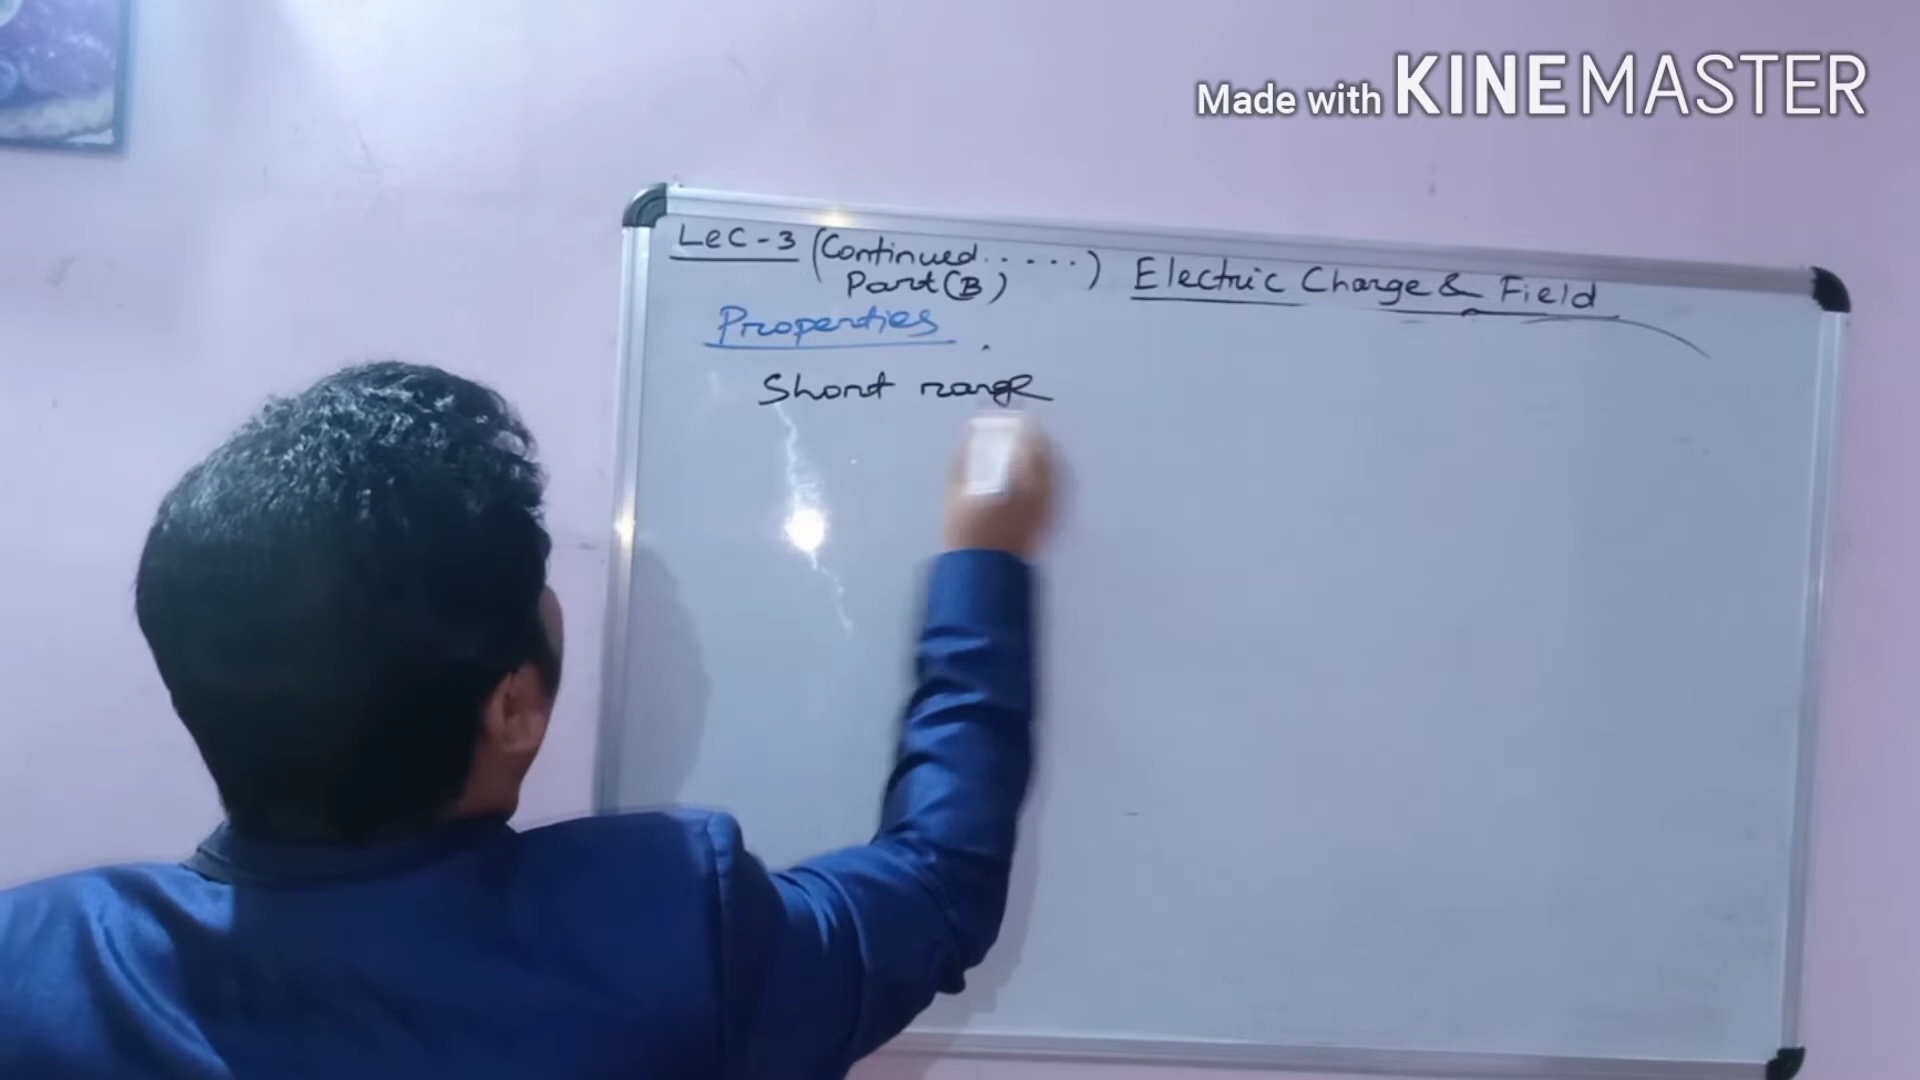 Made with KINEMASTER
Lec-3 (Continued......) Electric Charge & Field
Part (B)
Properties
Short range